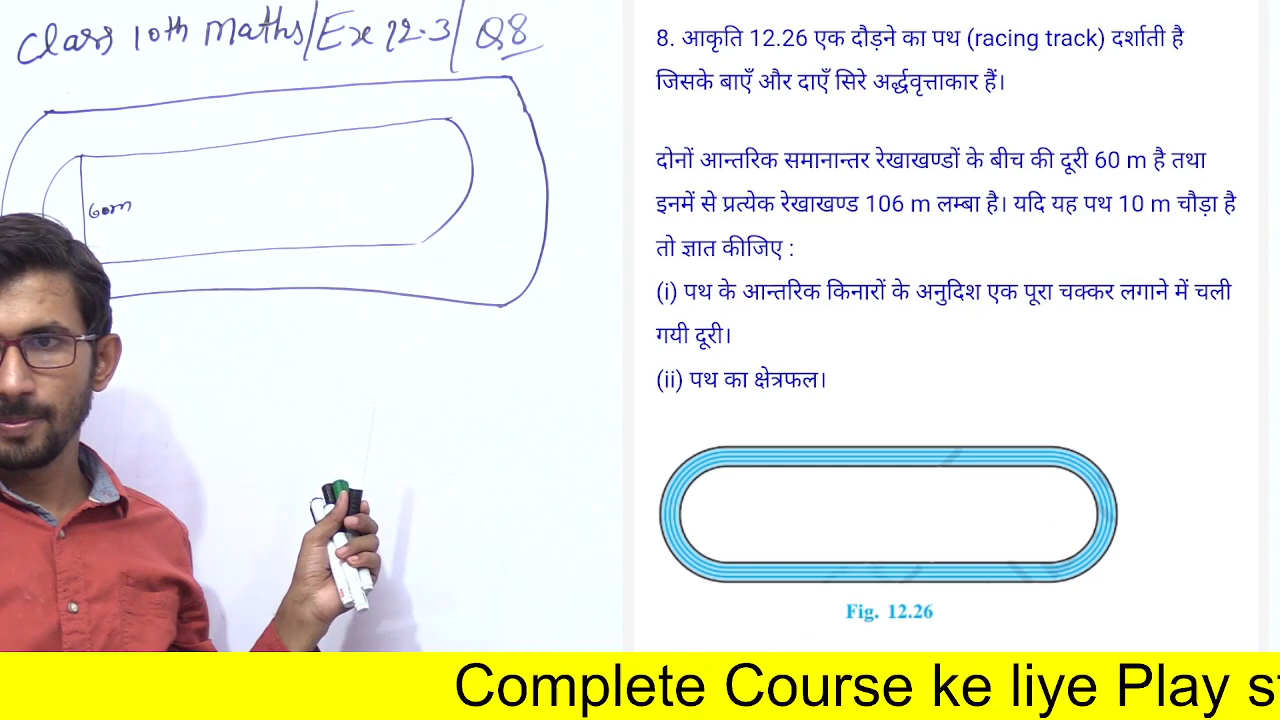 Class 10th Maths/Ex 12.3/ Q8
60m
8. आकृति 12.26 एक दौड़ने का पथ (racing track) दर्शाती है
जिसके बाएँ और दाएँ सिरे अर्द्धवृत्ताकार हैं।
दोनों आन्तरिक समानान्तर रेखाखण्डों के बीच की दूरी 60 m है तथा
इनमें से प्रत्येक रेखाखण्ड 106 m लम्बा है। यदि यह पथ 10 m चौड़ा है
तो ज्ञात कीजिए :
(i) पथ के आन्तरिक किनारों के अनुदिश एक पूरा चक्कर लगाने में चली
गयी दूरी।
(ii) पथ का क्षेत्रफल।
Fig. 12.26
Complete Course ke liye Play st